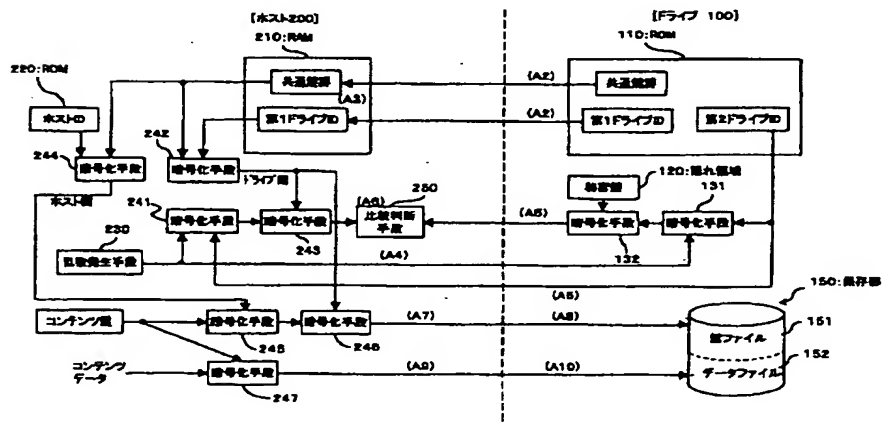 [ホスト200]
[ドライブ 100]
210:RAM
110:ROM
220:ROM
(A2)
(A3)
ホストID
第1ドライブID
(A2)
第1ドライブID
第2ドライブID
242
244
暗号化手段
暗号化手段
ドライブ鍵
250
120:隠れ領域
131
ホスト鍵
241
(A6)
秘密鍵
暗号化手段
暗号化手段
比較判断
手段
(A5)
暗号化手段
暗号化手段
230
243
132
乱数発生手段
(A4)
(A5)
150:保存部
コンテンツ鍵
暗号化手段
暗号化手段
(A7)
(A8)
151
245
246
鍵ファイル
152
コンテンツ
データ
暗号化手段
(A9)
(A10)
データファイル
247